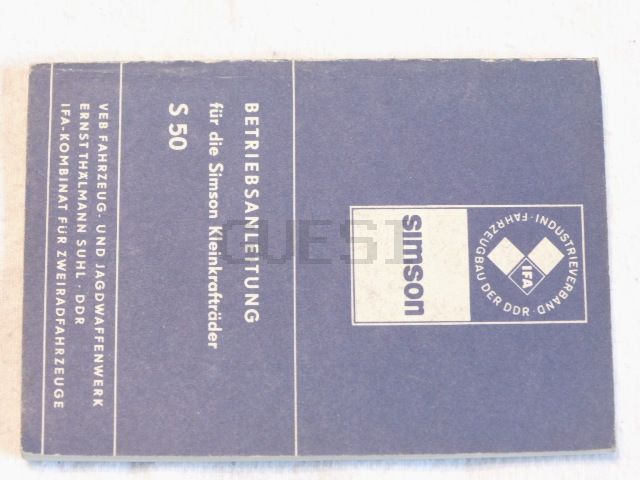 INDUSTRIEVERBAND · FAHRZEUGBAU DER DDR ·
IFA
simson
BETRIEBSANLEITUNG
für die Simson Kleinkrafträder
S 50
VEB FAHRZEUG- UND JAGDWAFFENWERK
ERNST THÄLMANN SUHL · DDR
IFA-KOMBINAT FÜR ZWEIRADFAHRZEUGE